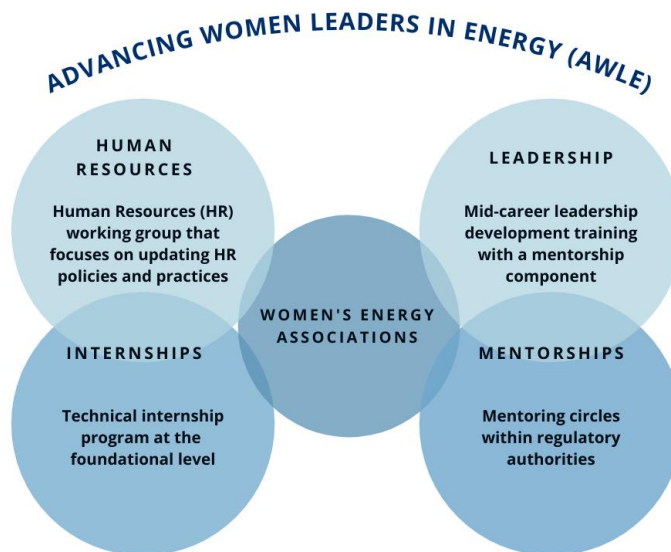 ADVANCING WOMEN LEADERS IN ENERGY (AWLE)
HUMAN
RESOURCES
Human Resources (HR)
working group that
focuses on updating HR
policies and practices
LEADERSHIP
Mid-career leadership
development training
with a mentorship
component
WOMEN'S ENERGY
ASSOCIATIONS
INTERNSHIPS
Technical internship
program at the
foundational level
MENTORSHIPS
Mentoring circles
within regulatory
authorities